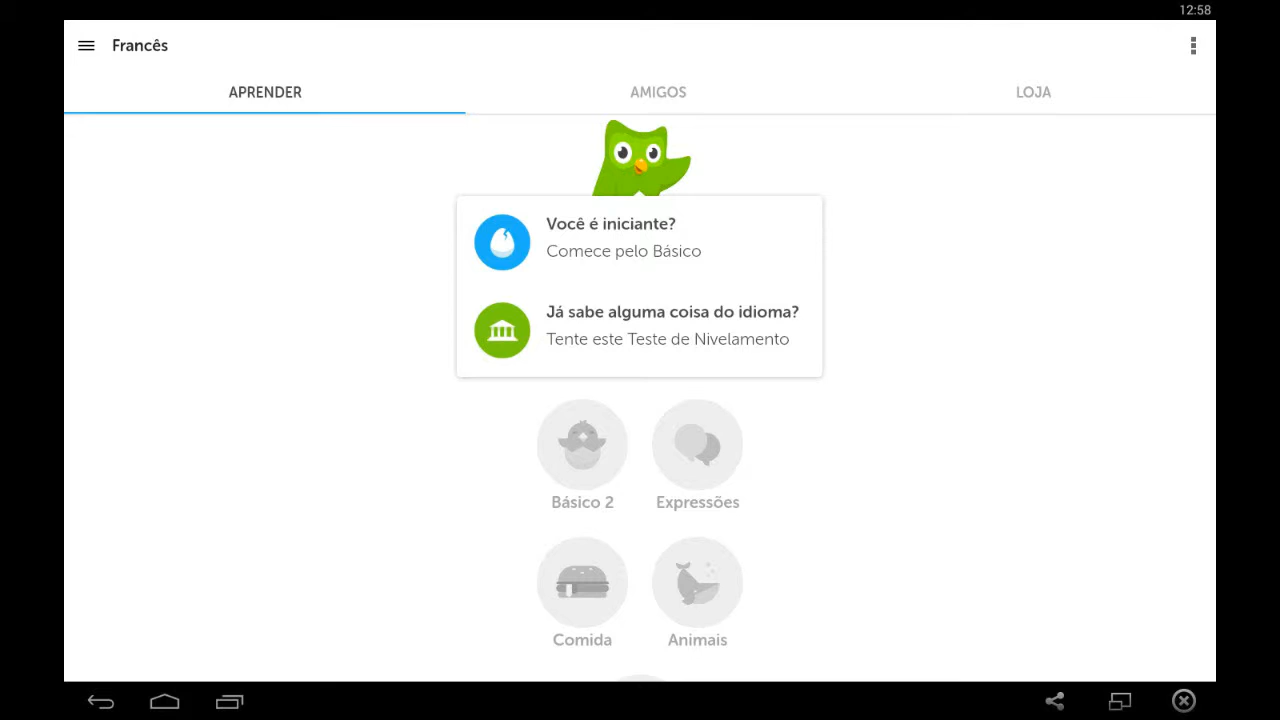 12:58
Francês
APRENDER AMIGOS LOJA
Você é iniciante?
Comece pelo Básico
Já sabe alguma coisa do idioma?
Tente este Teste de Nivelamento
Básico 2 Expressões
Comida Animais